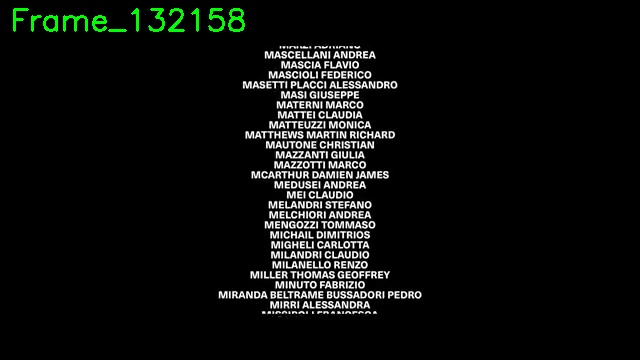 Frame_132158
MASCELLANI ANDREA
MASCIA FLAVIO
MASCIOLI FEDERICO
MASETTI PLACCI ALESSANDRO
MASI GIUSEPPE
MATERNI MARCO
MATTEI CLAUDIA
MATTEUZZI MONICA
MATTHEWS MARTIN RICHARD
MAUTONE CHRISTIAN
MAZZANTI GIULIA
MAZZOTTI MARCO
MCARTHUR DAMIEN JAMES
MEDUSEI ANDREA
MEI CLAUDIO
MELANDRI STEFANO
MELCHIORI ANDREA
MENGOZZI TOMMASO
MICHAIL DIMITRIOS
MIGHELI CARLOTTA
MILANDRI CLAUDIO
MILANELLO RENZO
MILLER THOMAS GEOFFREY
MINUTO FABRIZIO
MIRANDA BELTRAME BUSSADORI PEDRO
MIRRI ALESSANDRA